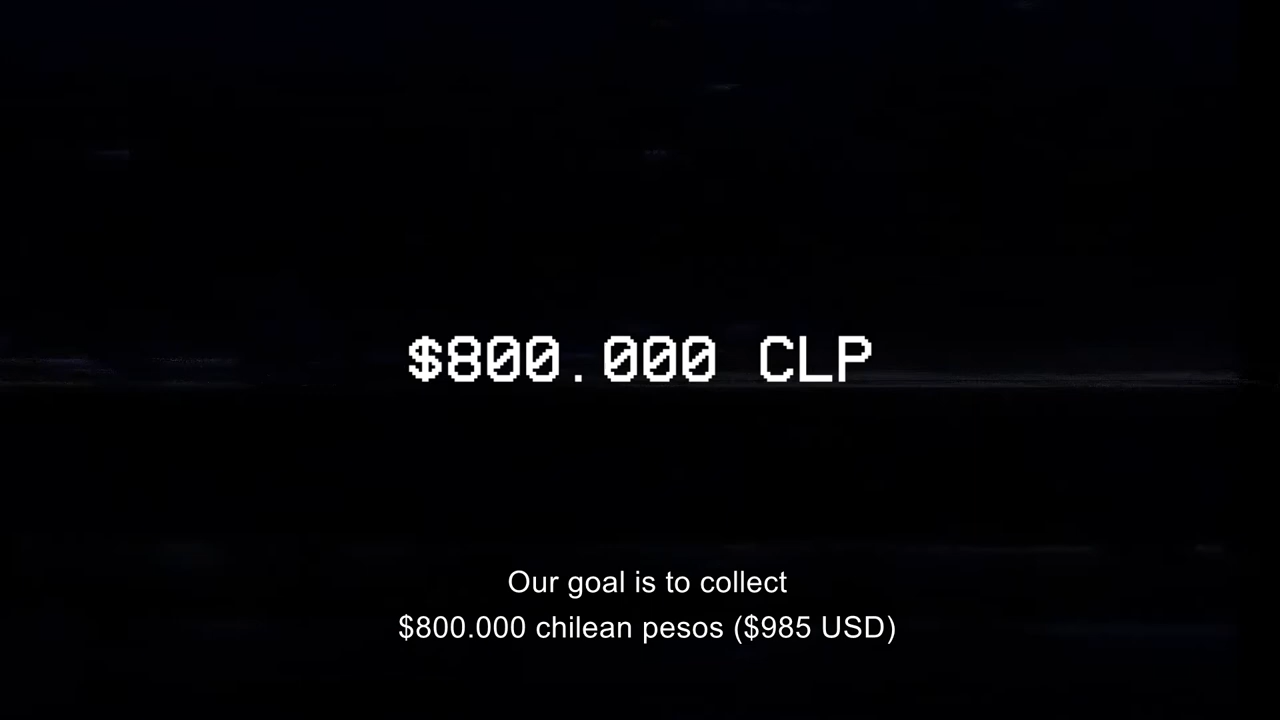 $800.000 CLP
Our goal is to collect
$800.000 chilean pesos ($985 USD)